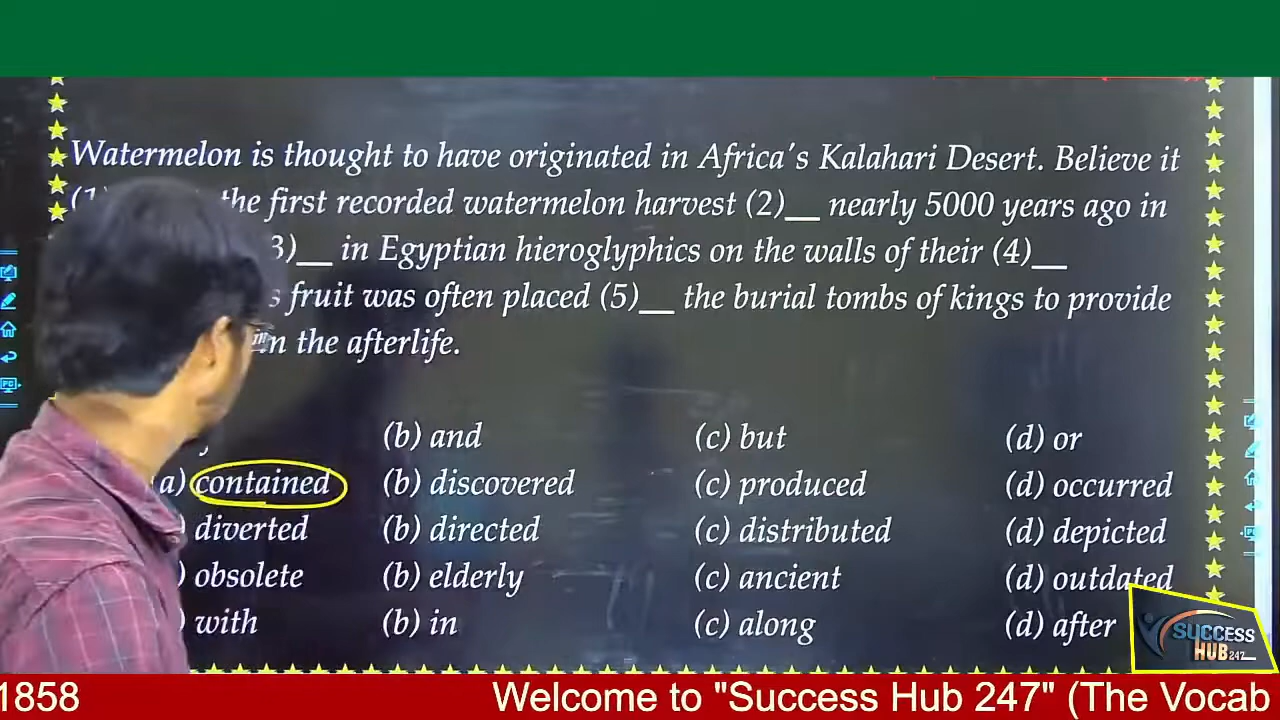 Watermelon is thought to have originated in Africa's Kalahari Desert. Believe it
the first recorded watermelon harvest (2)__ nearly 5000 years ago in
3)__ in Egyptian hieroglyphics on the walls of their (4)__
fruit was often placed (5)__ the burial tombs of kings to provide
the afterlife.
(b) and (c) but (d) or
a) contained (b) discovered (c) produced (d) occurred
) diverted (b) directed (c) distributed (d) depicted
) obsolete (b) elderly (c) ancient (d) outdated
) with (b) in (c) along (d) after
SUCCESS
HUB 247
1858 Welcome to "Success Hub 247" (The Vocab